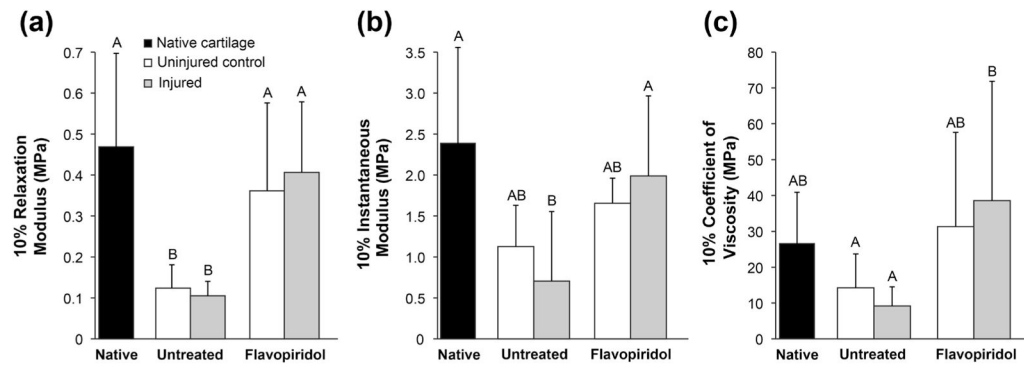 (a)
10% Relaxation
Modulus (MPa)
0.7
0.6
0.5
0.4
0.3
0.2
0.1
0
A
B
B
A
A
Native cartilage
Uninjured control
Injured
Native
Untreated
Flavopiridol
(b)
10% Instantaneous
Modulus (MPa)
3.5
3.0
2.5
2.0
1.5
1.0
0.5
0
A
AB
B
AB
A
Native
Untreated
Flavopiridol
(c)
10% Coefficient of
Viscosity (MPa)
80
70
60
50
40
30
20
10
0
AB
A
A
AB
B
Native
Untreated
Flavopiridol